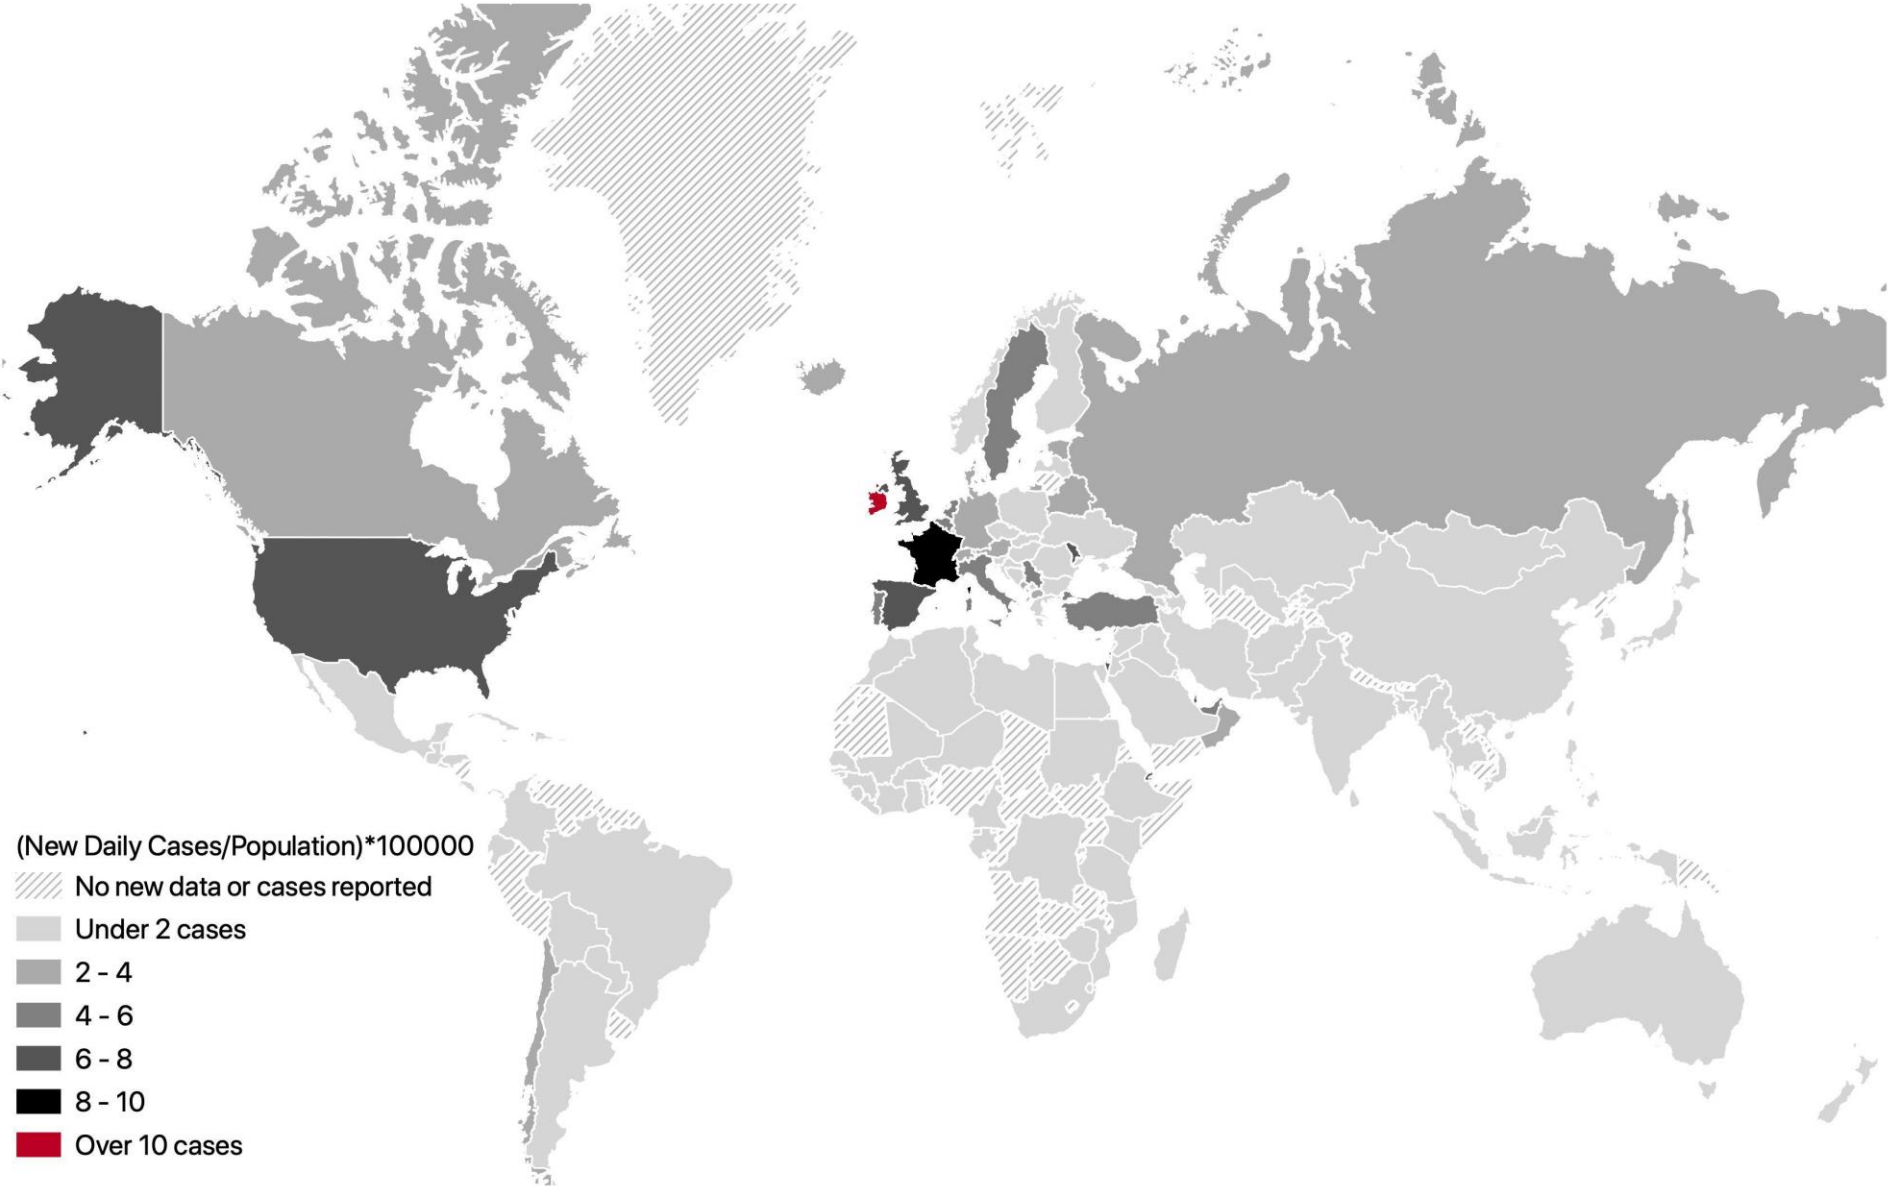 (New Daily Cases/Population)*100000
No new data or cases reported
Under 2 cases
2 - 4
4 - 6
6 - 8
8 - 10
Over 10 cases